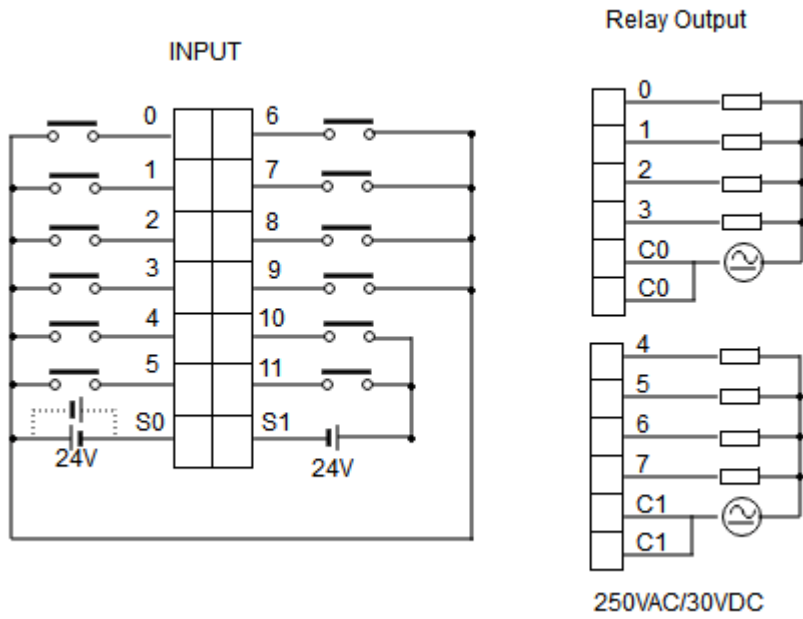 INPUT
0 6
1 7
2 8
3 9
4 10
5 11
S0 S1
24V 24V
Relay Output
0
1
2
3
C0
C0
4
5
6
7
C1
C1
250VAC/30VDC